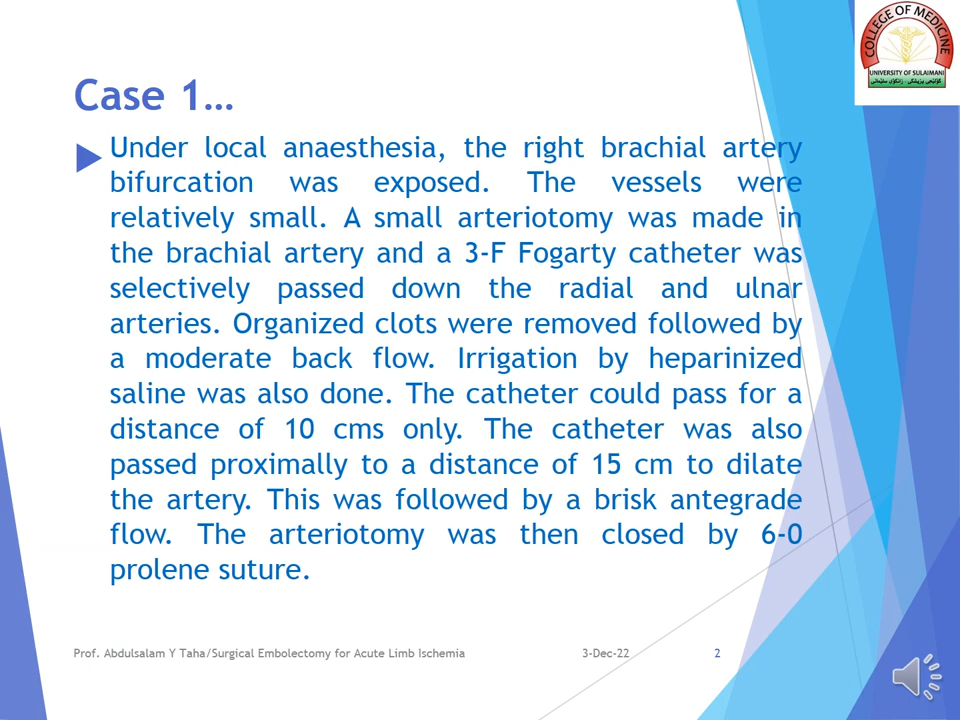 COLLEGE OF MEDICINE
UNIVERSITY OF SULAIMANI
كۆلێجی پزیشكی - زانكۆی سلێمانی
Case 1…
Under local anaesthesia, the right brachial artery
bifurcation was exposed. The vessels were
relatively small. A small arteriotomy was made in
the brachial artery and a 3-F Fogarty catheter was
selectively passed down the radial and ulnar
arteries. Organized clots were removed followed by
a moderate back flow. Irrigation by heparinized
saline was also done. The catheter could pass for a
distance of 10 cms only. The catheter was also
passed proximally to a distance of 15 cm to dilate
the artery. This was followed by a brisk antegrade
flow. The arteriotomy was then closed by 6-0
prolene suture.
Prof. Abdulsalam Y Taha/Surgical Embolectomy for Acute Limb Ischemia 3-Dec-22 2